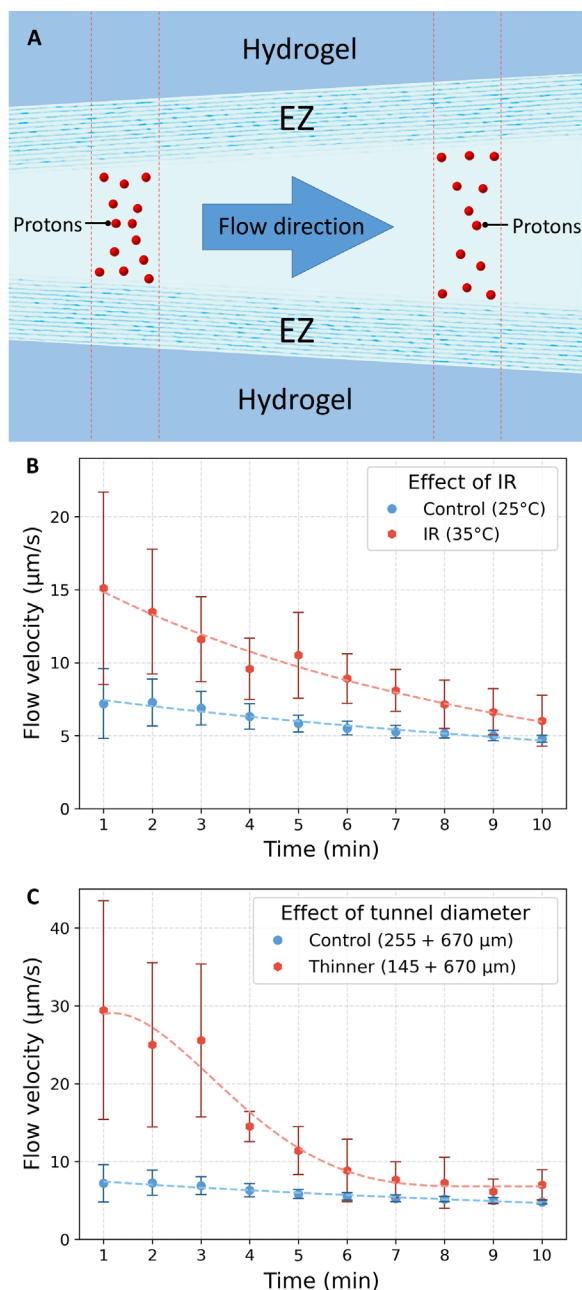 A
Hydrogel
EZ
Protons
Flow direction
Protons
EZ
Hydrogel
B
Effect of IR
Control (25°C)
IR (35°C)
20
15
10
5
0
Flow velocity (μm/s)
1 2 3 4 5 6 7 8 9 10
Time (min)
C
Effect of tunnel diameter
Control (255 + 670 μm)
Thinner (145 + 670 μm)
40
30
20
10
0
Flow velocity (μm/s)
1 2 3 4 5 6 7 8 9 10
Time (min)